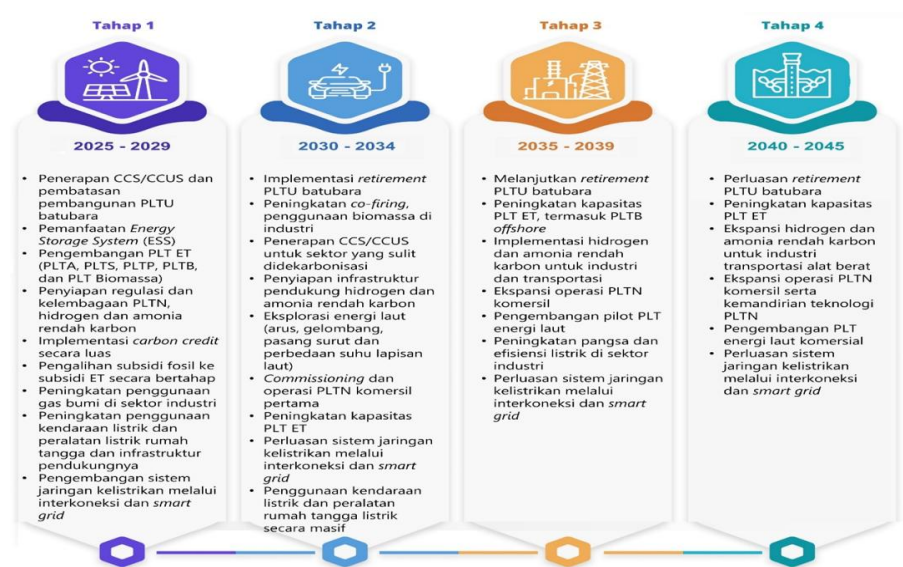 Tahap 1
2025 - 2029
• Penerapan CCS/CCUS dan
pembatasan
pembangunan PLTU
batubara
• Pemanfaatan Energy
Storage System (ESS)
• Pengembangan PLT ET
(PLTA, PLTS, PLTP, PLTB,
dan PLT Biomassa)
• Penyiapan regulasi dan
kelembagaan PLTN,
hidrogen dan amonia
rendah karbon
• Implementasi carbon credit
secara luas
• Pengalihan subsidi fosil ke
subsidi ET secara bertahap
• Peningkatan penggunaan
gas bumi di sektor industri
• Peningkatan penggunaan
kendaraan listrik dan
peralatan listrik rumah
tangga dan infrastruktur
pendukungnya
• Pengembangan sistem
jaringan kelistrikan melalui
interkoneksi dan smart
grid
Tahap 2
2030 - 2034
• Implementasi retirement
PLTU batubara
• Peningkatan co-firing,
penggunaan biomassa di
industri
• Penerapan CCS/CCUS
untuk sektor yang sulit
didekarbonisasi
• Penyiapan infrastruktur
pendukung hidrogen dan
amonia rendah karbon
• Eksplorasi energi laut
(arus, gelombang,
pasang surut dan
perbedaan suhu lapisan
laut)
• Commissioning dan
operasi PLTN komersil
pertama
• Peningkatan kapasitas
PLT ET
• Perluasan sistem jaringan
kelistrikan melalui
interkoneksi dan smart
grid
• Penggunaan kendaraan
listrik dan peralatan
rumah tangga listrik
secara masif
Tahap 3
2035 - 2039
• Melanjutkan retirement
PLTU batubara
• Peningkatan kapasitas
PLT ET, termasuk PLTB
offshore
• Implementasi hidrogen
dan amonia rendah
karbon untuk industri
dan transportasi
• Ekspansi operasi PLTN
komersil
• Pengembangan pilot PLT
energi laut
• Peningkatan pangsa dan
efisiensi listrik di sektor
industri
• Perluasan sistem jaringan
kelistrikan melalui
interkoneksi dan smart
grid
Tahap 4
2040 - 2045
• Perluasan retirement
PLTU batubara
• Peningkatan kapasitas
PLT ET
• Ekspansi hidrogen dan
amonia rendah karbon
untuk industri
transportasi alat berat
• Ekspansi operasi PLTN
komersil serta
kemandirian teknologi
PLTN
• Pengembangan PLT
energi laut komersial
• Perluasan sistem
jaringan kelistrikan
melalui interkoneksi
dan smart grid